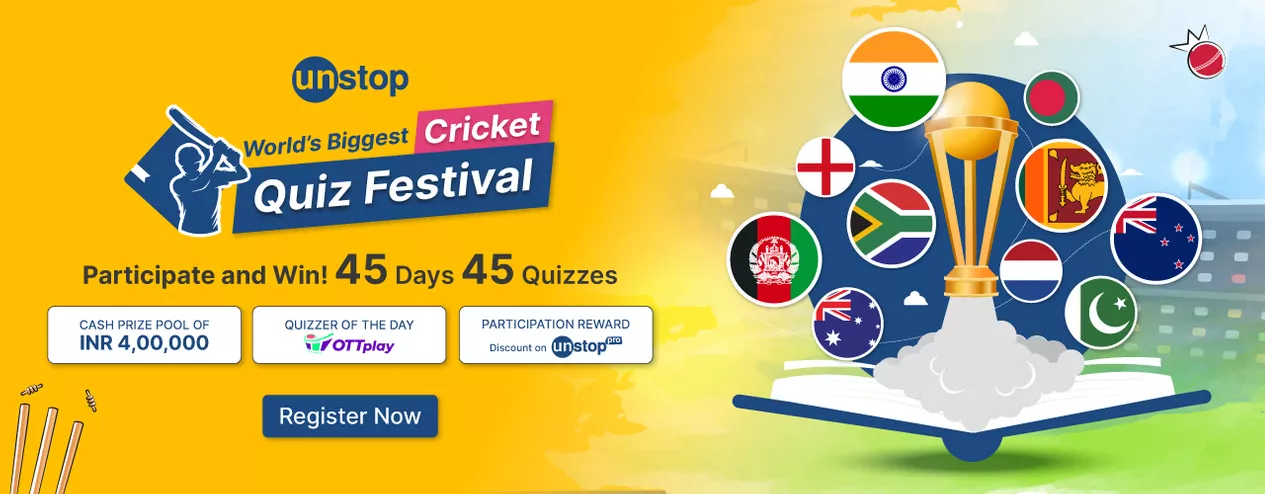 unstop
World's Biggest Cricket
Quiz Festival
Participate and Win! 45 Days 45 Quizzes
CASH PRIZE POOL OF
INR 4,00,000
QUIZZER OF THE DAY
OTTplay
PARTICIPATION REWARD
Discount on unstop pro
Register Now